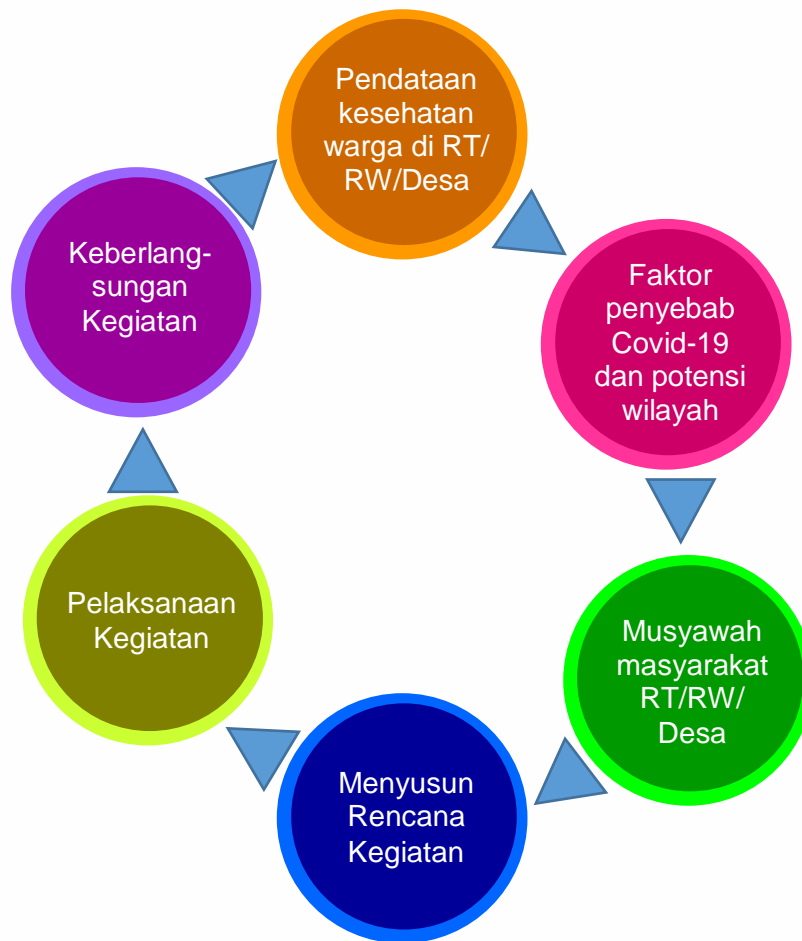 Pendataan
kesehatan
warga di RT/
RW/Desa
Faktor
penyebab
Covid-19
dan potensi
wilayah
Musyawah
masyarakat
RT/RW/
Desa
Menyusun
Rencana
Kegiatan
Pelaksanaan
Kegiatan
Keberlang-
sungan
Kegiatan